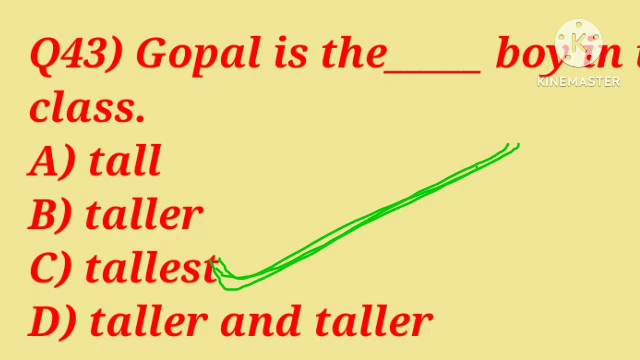 Q43) Gopal is the_____ boy in t
class.
A) tall
B) taller
C) tallest
D) taller and taller
KINEMASTER